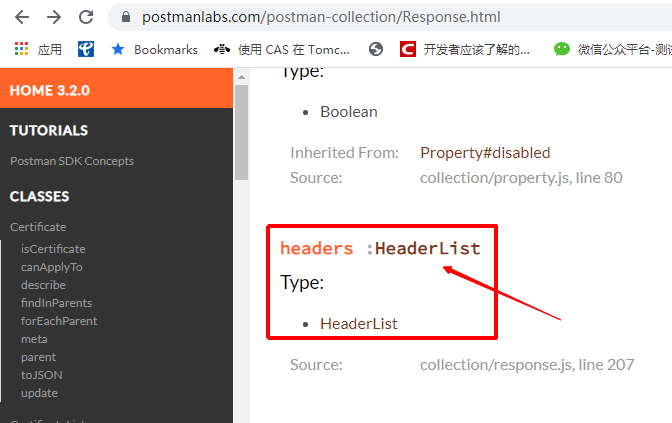 postmanlabs.com/postman-collection/Response.html
应用
使用 CAS 在 Tomc...
开发者应该了解的...
微信公众平台-测试
HOME 3.2.0
TUTORIALS
Postman SDK Concepts
CLASSES
Certificate
isCertificate
canApplyTo
describe
findInParents
forEachParent
meta
parent
toJSON
update
Type:
Boolean
Inherited From: Property#disabled
Source: collection/property.js, line 80
headers :HeaderList
Type:
HeaderList
Source: collection/response.js, line 207